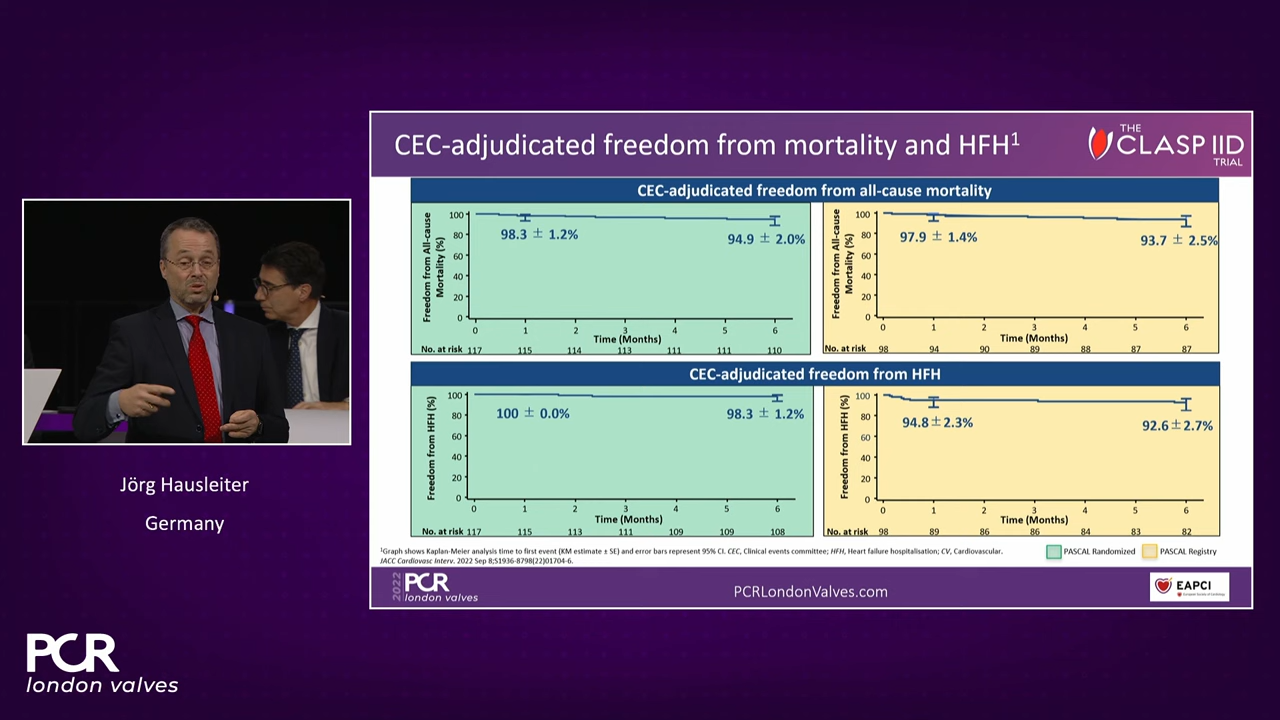 CEC-adjudicated freedom from mortality and HFH¹
THE
CLASP IID
TRIAL
CEC-adjudicated freedom from all-cause mortality
Freedom from All-cause
Mortality (%)
100
80
60
40
20
0
98.3 ± 1.2%
94.9 ± 2.0%
0 1 2 3 4 5 6
Time (Months)
No. at risk 117 115 114 113 111 111 110
Freedom from All-cause
Mortality (%)
100
80
60
40
20
0
97.9 ± 1.4%
93.7 ± 2.5%
0 1 2 3 4 5 6
Time (Months)
No. at risk 98 94 90 89 88 87 87
CEC-adjudicated freedom from HFH
Freedom from HFH (%)
100
80
60
40
20
0
100 ± 0.0%
98.3 ± 1.2%
0 1 2 3 4 5 6
Time (Months)
No. at risk 117 115 113 111 109 109 108
Freedom from HFH (%)
100
80
60
40
20
0
94.8±2.3%
92.6±2.7%
0 1 2 3 4 5 6
Time (Months)
No. at risk 98 89 86 86 84 83 82
¹Graph shows Kaplan-Meier analysis time to first event (KM estimate ± SE) and error bars represent 95% CI. CEC, Clinical events committee; HFH, Heart failure hospitalisation; CV, Cardiovascular.
JACC Cardiovasc Interv. 2022 Sep 8;S1936-8798(22)01704-6.
PASCAL Randomized
PASCAL Registry
2022
PCR
london valves
PCRLondonValves.com
EAPCI
Jörg Hausleiter
Germany
PCR
london valves